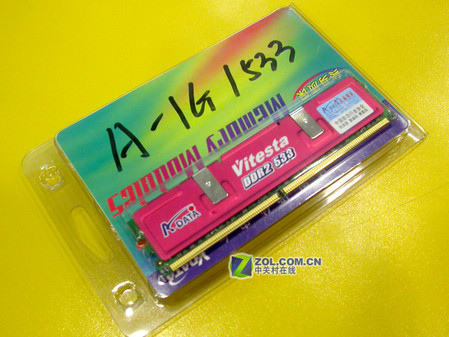 A-1G 1533
Memory Modules
Vitesta
DDR2 533
A-DATA
ZOL.COM.CN
中关村在线